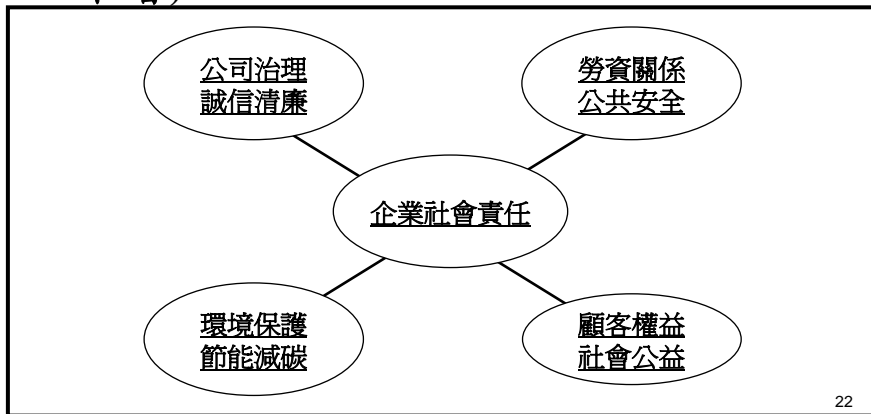 公司治理
誠信清廉
勞資關係
公共安全
企業社會責任
環境保護
節能減碳
顧客權益
社會公益
22